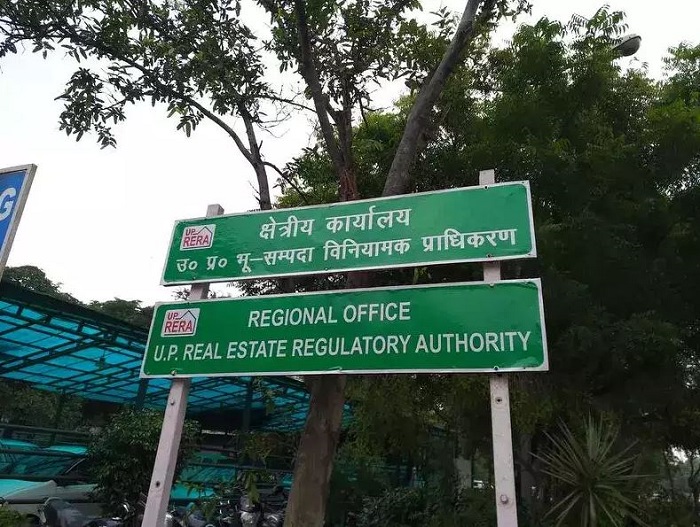 UP
RERA
क्षेत्रीय कार्यालय
उ० प्र० भू-सम्पदा विनियामक प्राधिकरण
UP
RERA
REGIONAL OFFICE
U.P. REAL ESTATE REGULATORY AUTHORITY
G